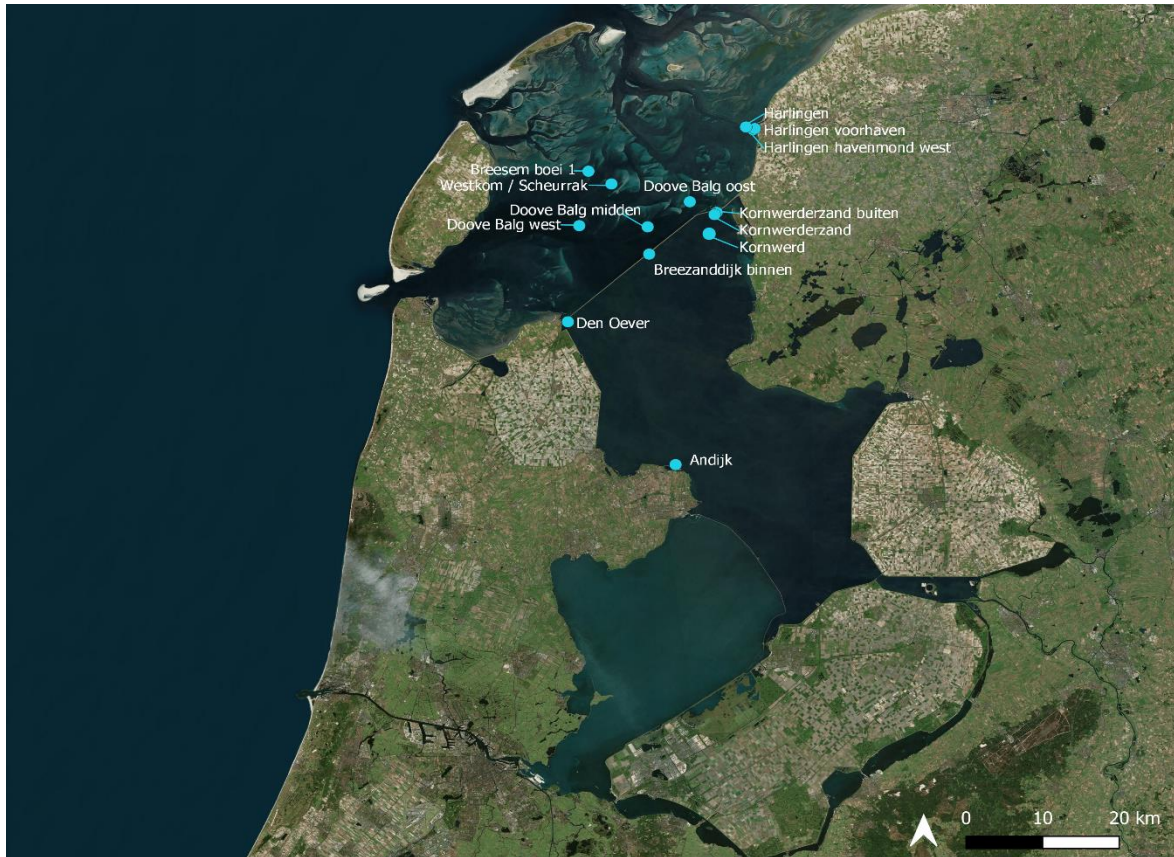 Harlingen
Harlingen voorhaven
Harlingen havenmond west
Breesem boei 1
Westkom / Scheurrak
Doove Balg oost
Doove Balg midden
Kornwerderzand buiten
Doove Balg west
Kornwerderzand
Kornwerd
Breezanddijk binnen
Den Oever
Andijk
0 10 20 km